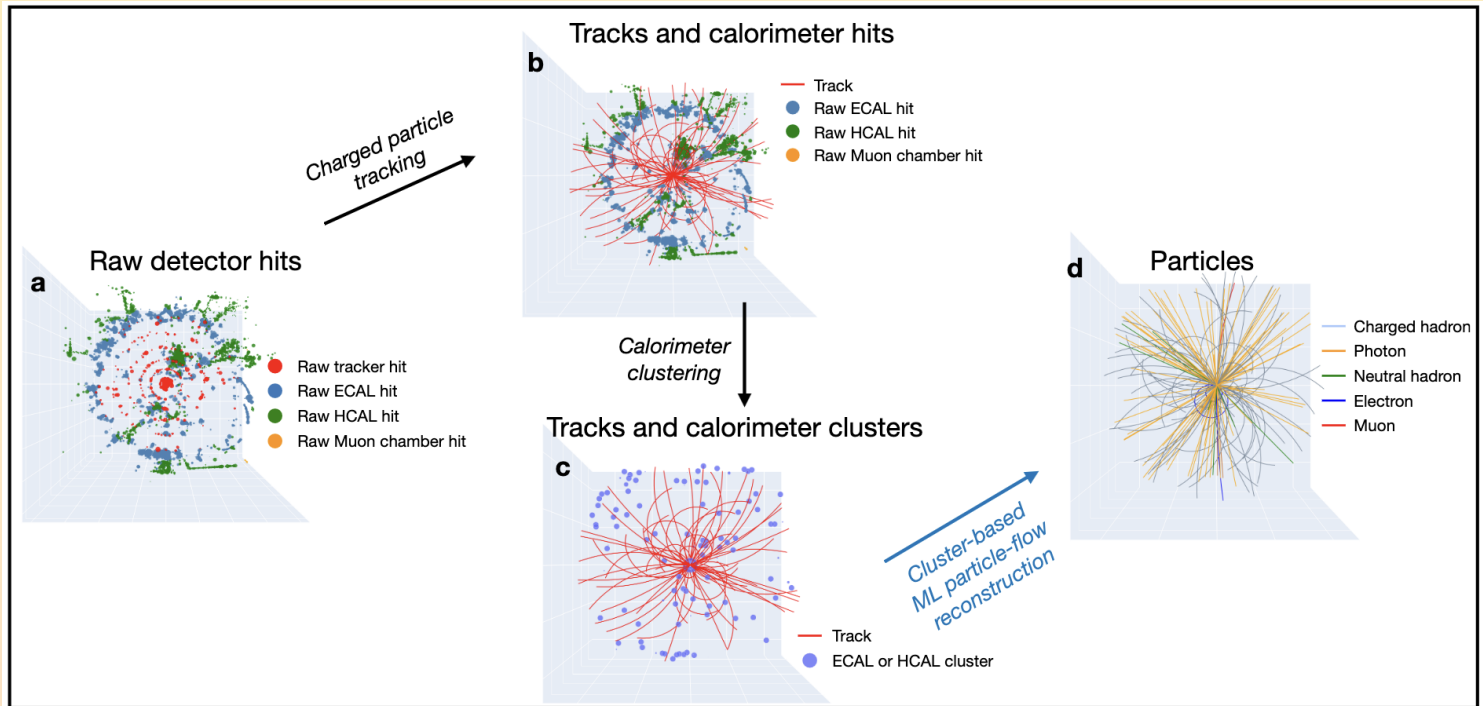 Tracks and calorimeter hits
b
Track
Raw ECAL hit
Raw HCAL hit
Raw Muon chamber hit
Charged particle
tracking
Raw detector hits
a
Raw tracker hit
Raw ECAL hit
Raw HCAL hit
Raw Muon chamber hit
Calorimeter
clustering
Tracks and calorimeter clusters
c
Track
ECAL or HCAL cluster
Cluster-based
ML particle-flow
reconstruction
Particles
d
Charged hadron
Photon
Neutral hadron
Electron
Muon